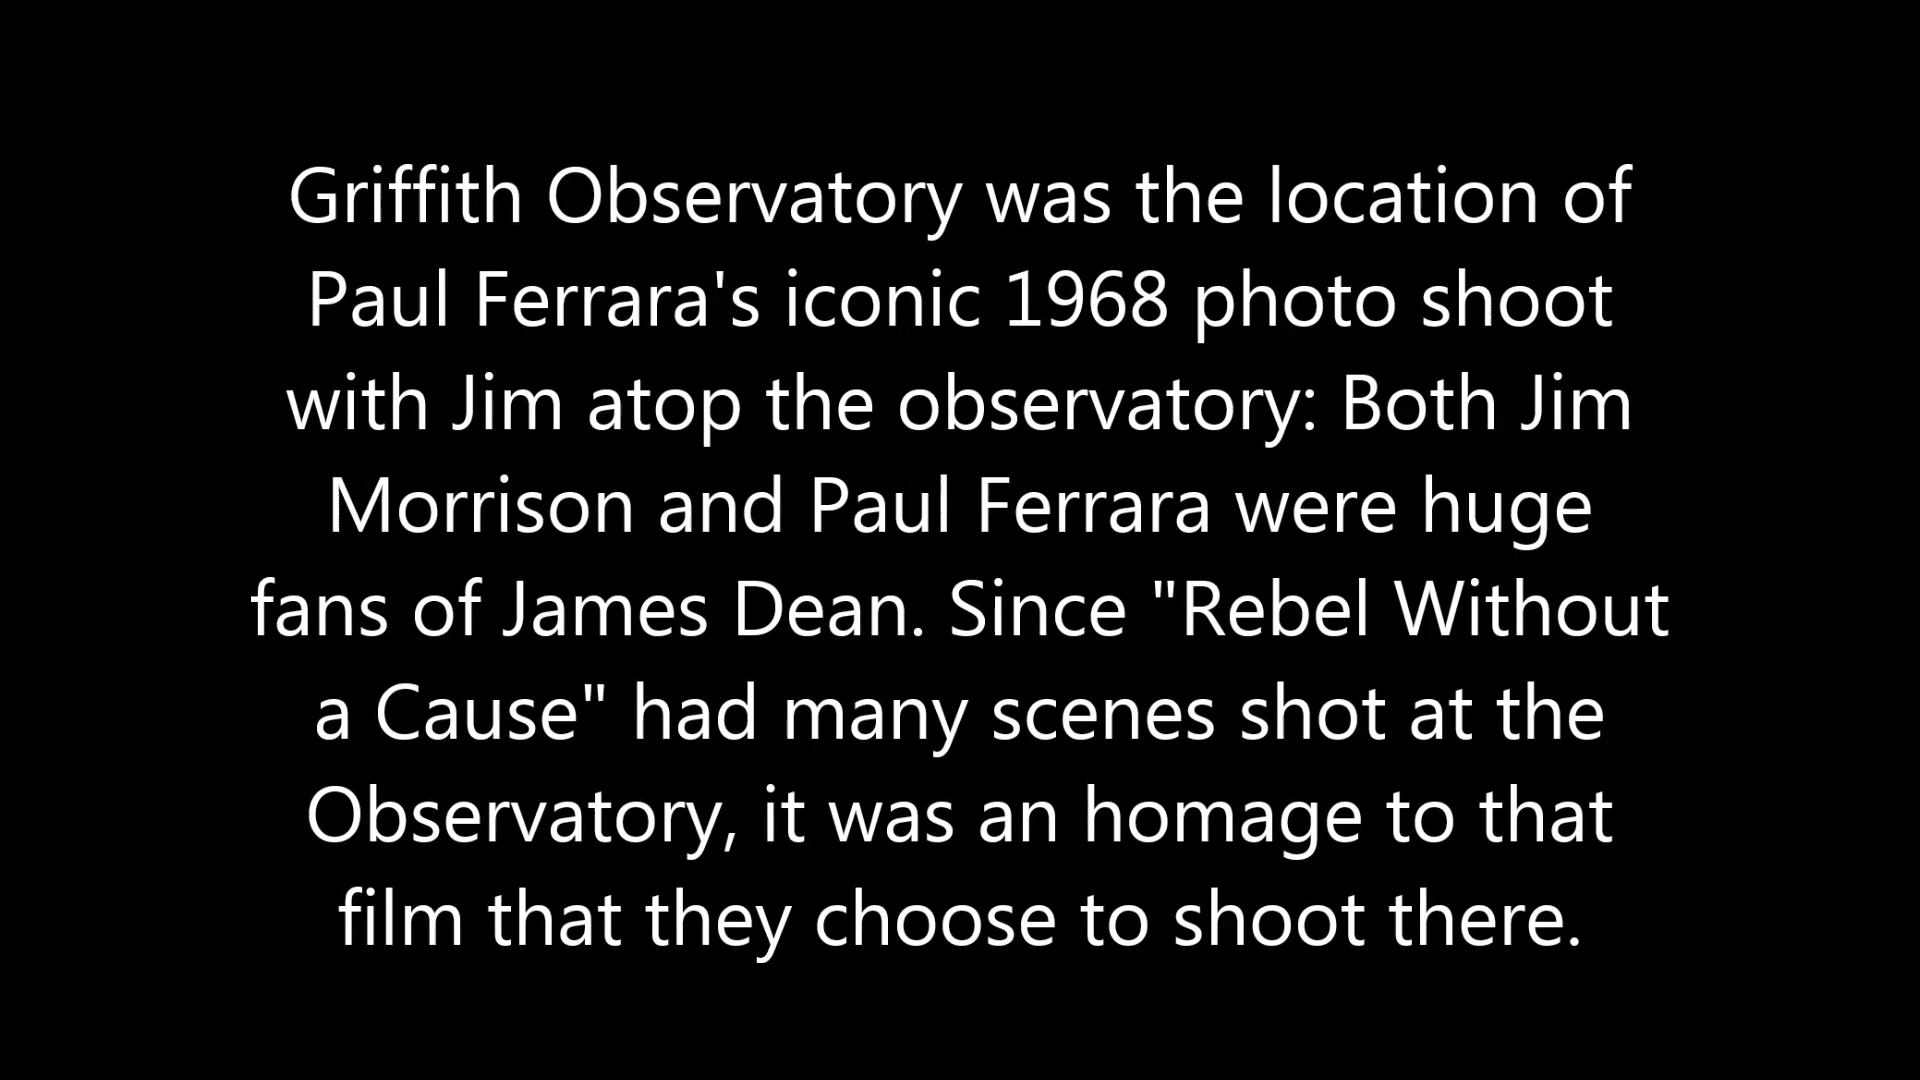 Griffith Observatory was the location of
Paul Ferrara's iconic 1968 photo shoot
with Jim atop the observatory: Both Jim
Morrison and Paul Ferrara were huge
fans of James Dean. Since "Rebel Without
a Cause" had many scenes shot at the
Observatory, it was an homage to that
film that they choose to shoot there.